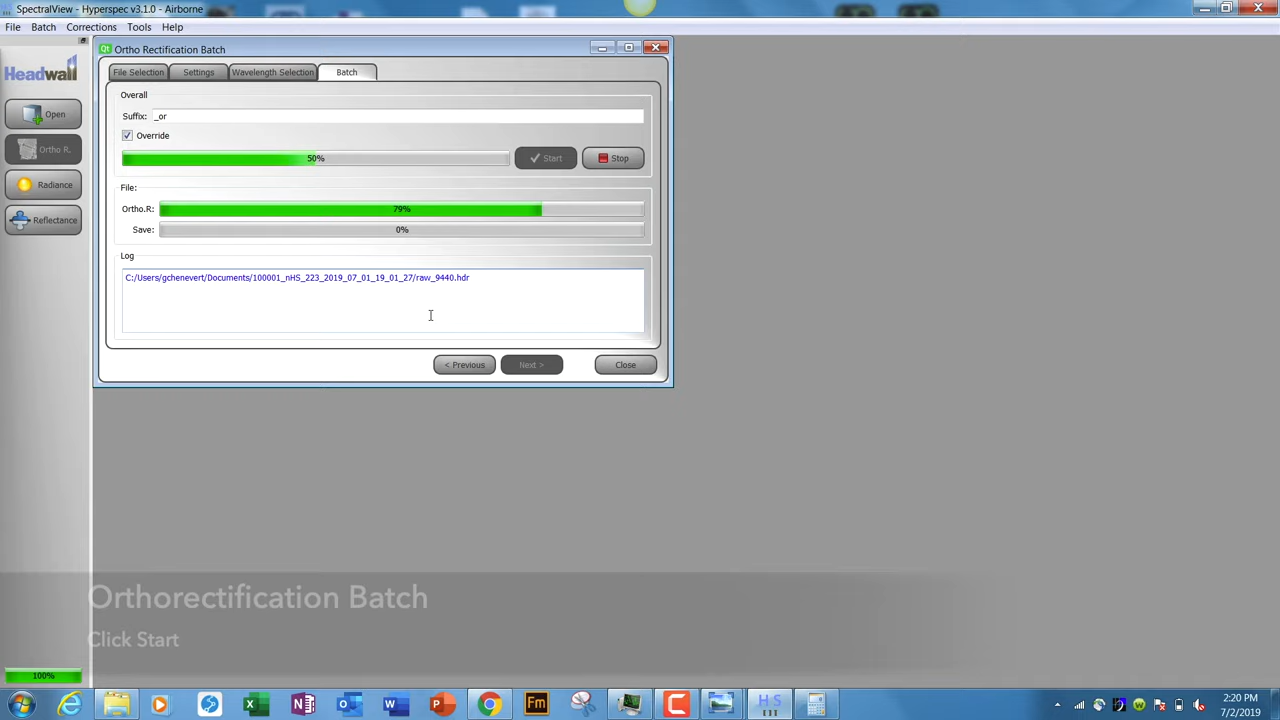 SpectralView - Hyperspec v3.1.0 - Airborne
File Batch Corrections Tools Help
Headwall
Open
Ortho R.
Radiance
Reflectance
Qt Ortho Rectification Batch
File Selection Settings Wavelength Selection Batch
Overall
Suffix: _or
Override
50% Start Stop
File:
Ortho.R: 79%
Save: 0%
Log
C:/Users/gchenevert/Documents/100001_nHS_223_2019_07_01_19_01_27/raw_9440.hdr
< Previous Next > Close
Orthorectification Batch
Click Start
100%
Fm
HS
2:20 PM
7/2/2019